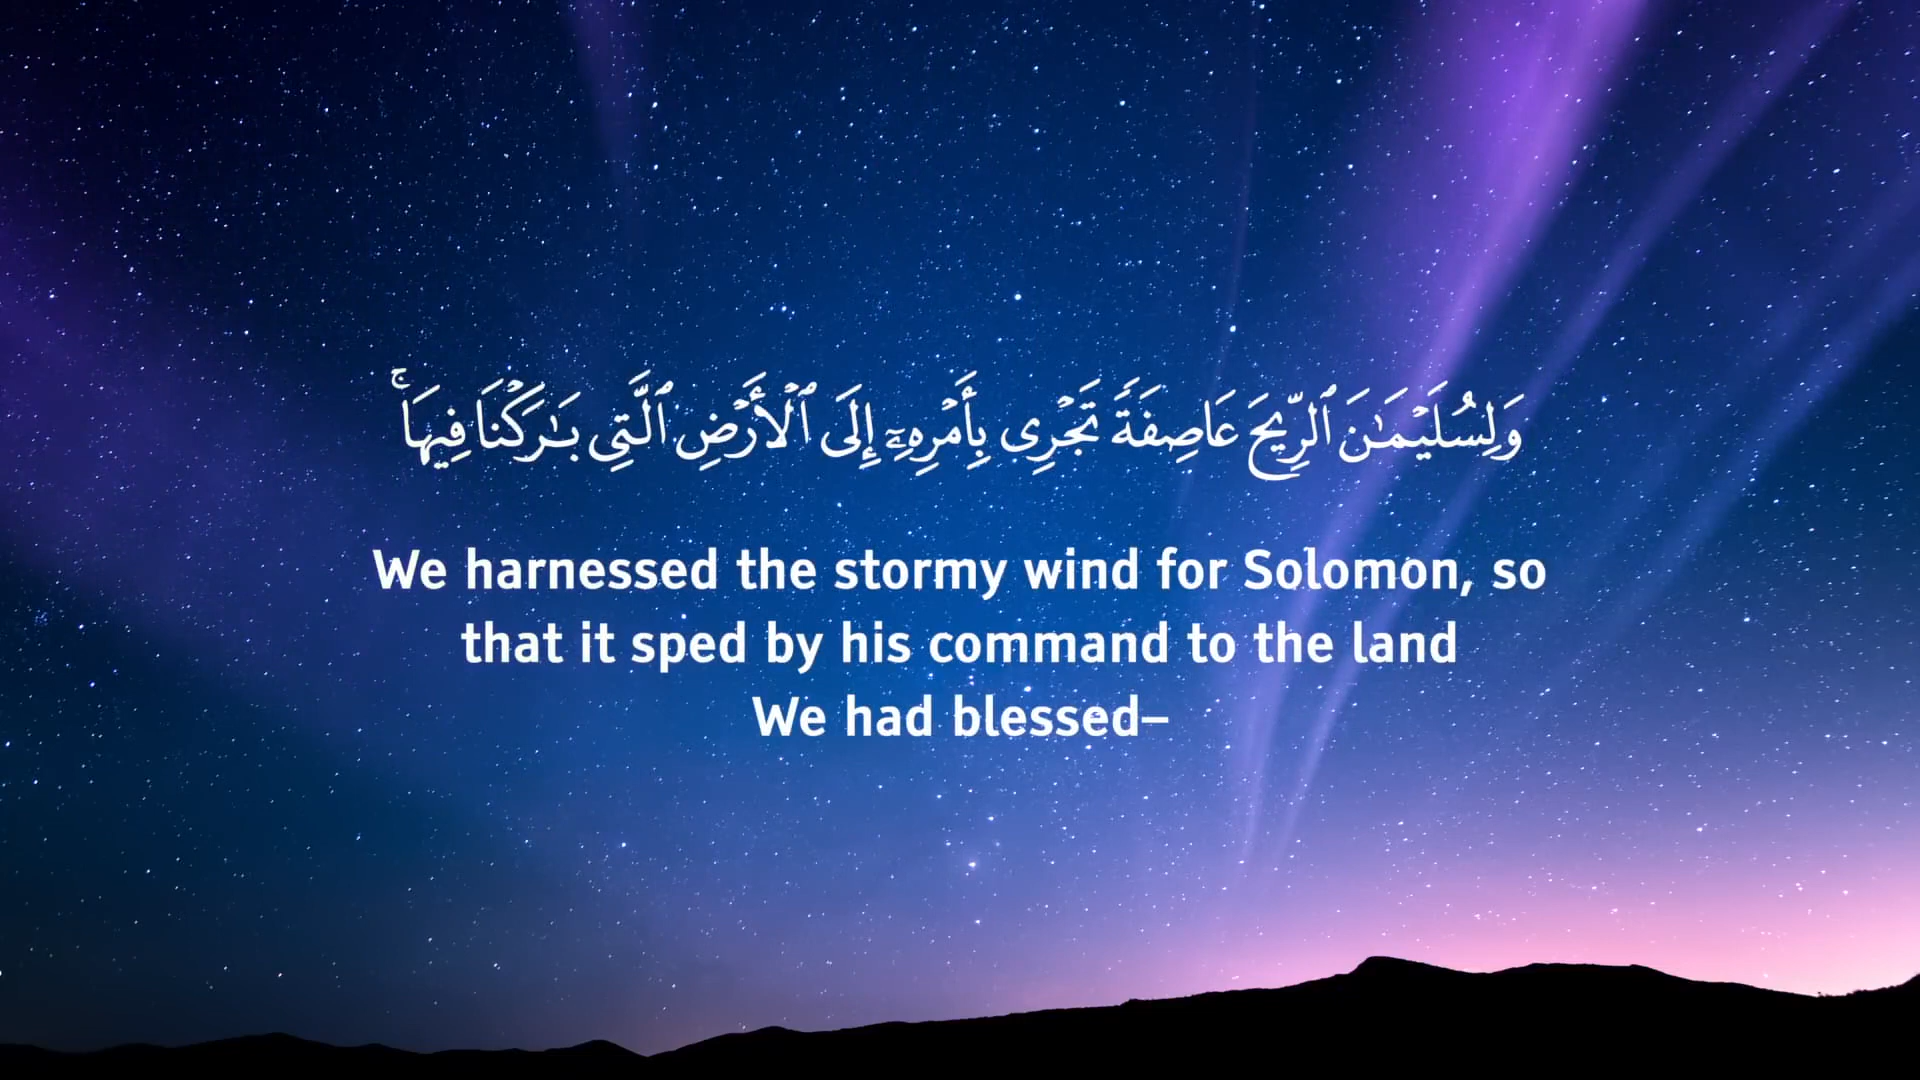 وَلِسُلَيْمَـٰنَ ٱلرِّيحَ عَاصِفَةً تَجْرِى بِأَمْرِهِۦٓ إِلَى ٱلْأَرْضِ ٱلَّتِى بَـٰرَكْنَا فِيهَا ۚ
We harnessed the stormy wind for Solomon, so
that it sped by his command to the land
We had blessed–